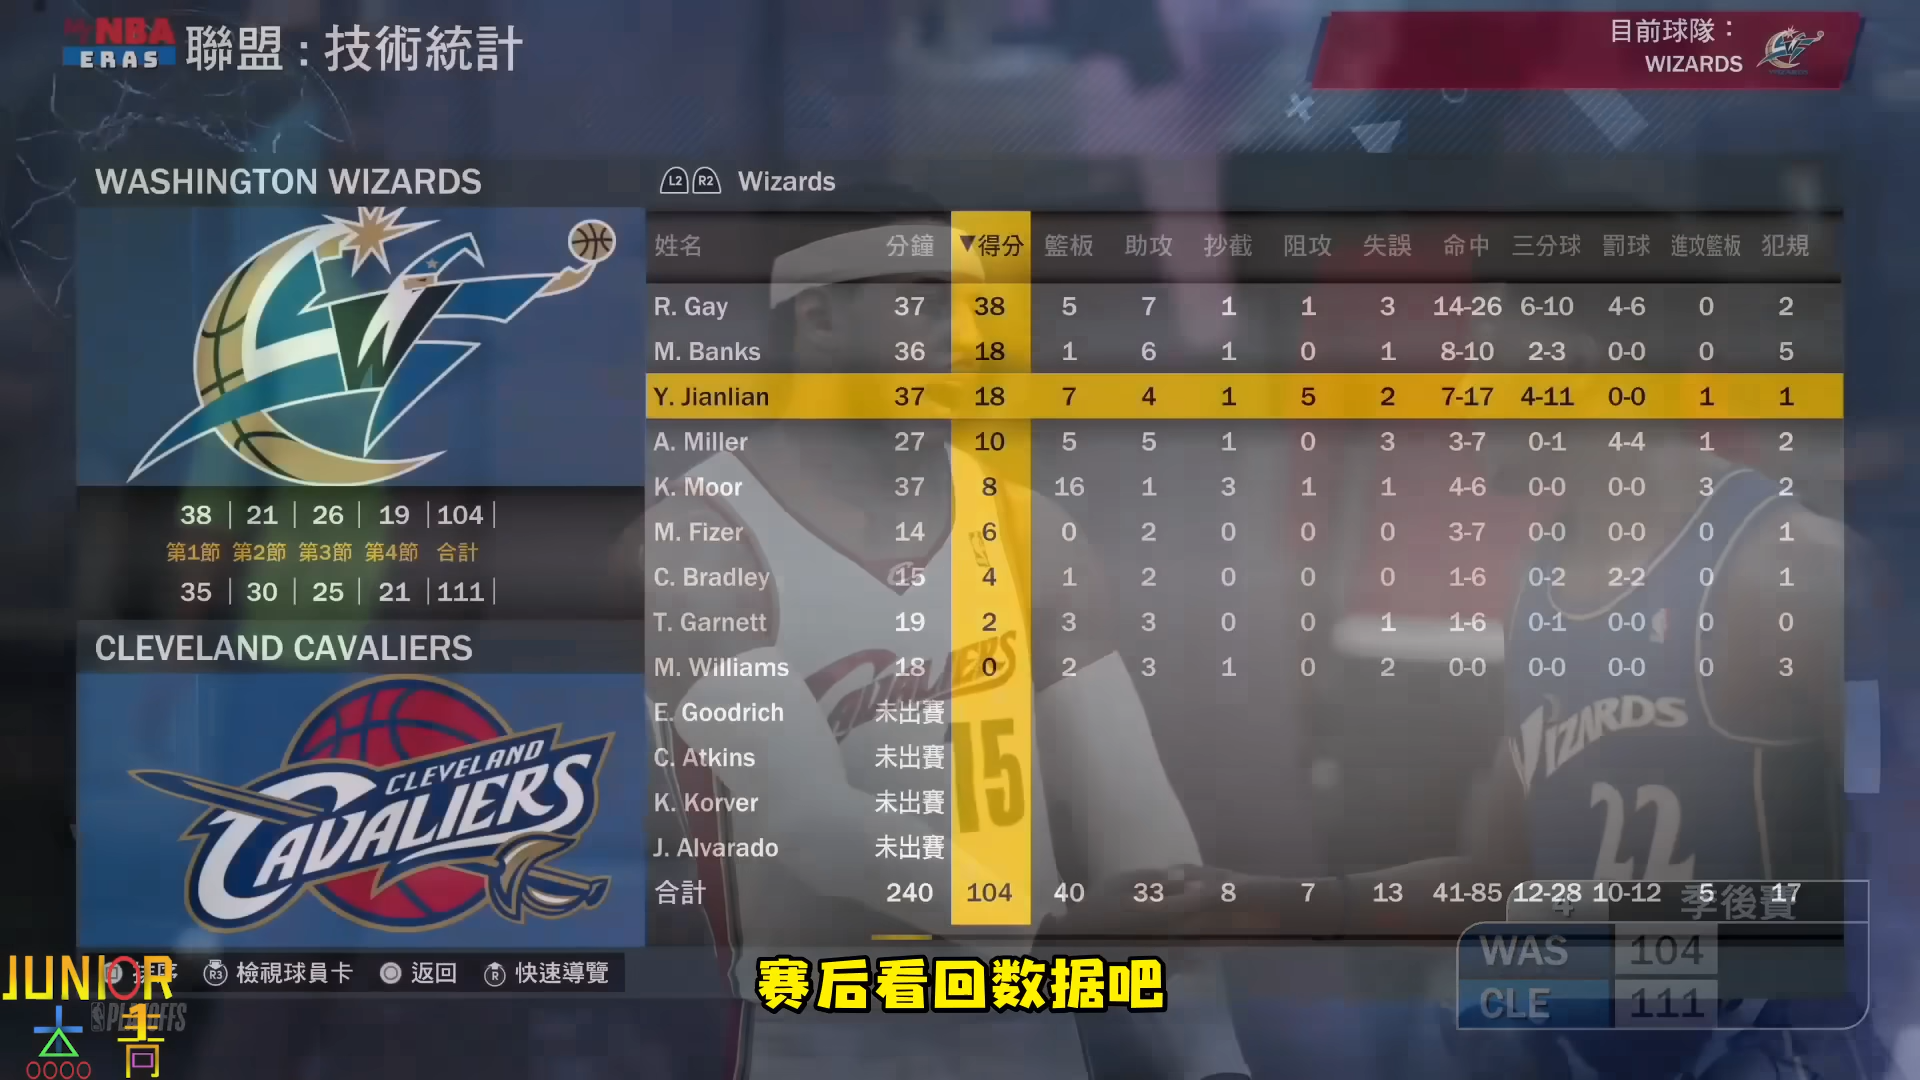 NBA
ERAS
聯盟 : 技術統計
目前球隊：
WIZARDS
WASHINGTON WIZARDS
38 | 21 | 26 | 19 | 104 |
第1節 第2節 第3節 第4節 合計
35 | 30 | 25 | 21 | 111 |
CLEVELAND CAVALIERS
CLEVELAND
CAVALIERS
L2 R2 Wizards
姓名 分鐘 ▼得分 籃板 助攻 抄截 阻攻 失誤 命中 三分球 罰球 進攻籃板 犯規
R. Gay 37 38 5 7 1 1 3 14-26 6-10 4-6 0 2
M. Banks 36 18 1 6 1 0 1 8-10 2-3 0-0 0 5
Y. Jianlian 37 18 7 4 1 5 2 7-17 4-11 0-0 1 1
A. Miller 27 10 5 5 1 0 3 3-7 0-1 4-4 1 2
K. Moor 37 8 16 1 3 1 1 4-6 0-0 0-0 3 2
M. Fizer 14 6 0 2 0 0 0 3-7 0-0 0-0 0 1
C. Bradley 15 4 1 2 0 0 0 1-6 0-2 2-2 0 1
T. Garnett 19 2 3 3 0 0 1 1-6 0-1 0-0 0 0
M. Williams 18 0 2 3 1 0 2 0-0 0-0 0-0 0 3
E. Goodrich 未出賽
C. Atkins 未出賽
K. Korver 未出賽
J. Alvarado 未出賽
合計 240 104 40 33 8 7 13 41-85 12-28 10-12 5 17
CAVALIERS
15
WIZARDS
22
4 季後賽
WAS 104
CLE 111
排序 R3 檢視球員卡 返回 R 快速導覽
JUNIOR
PLAYOFFS
赛后看回数据吧